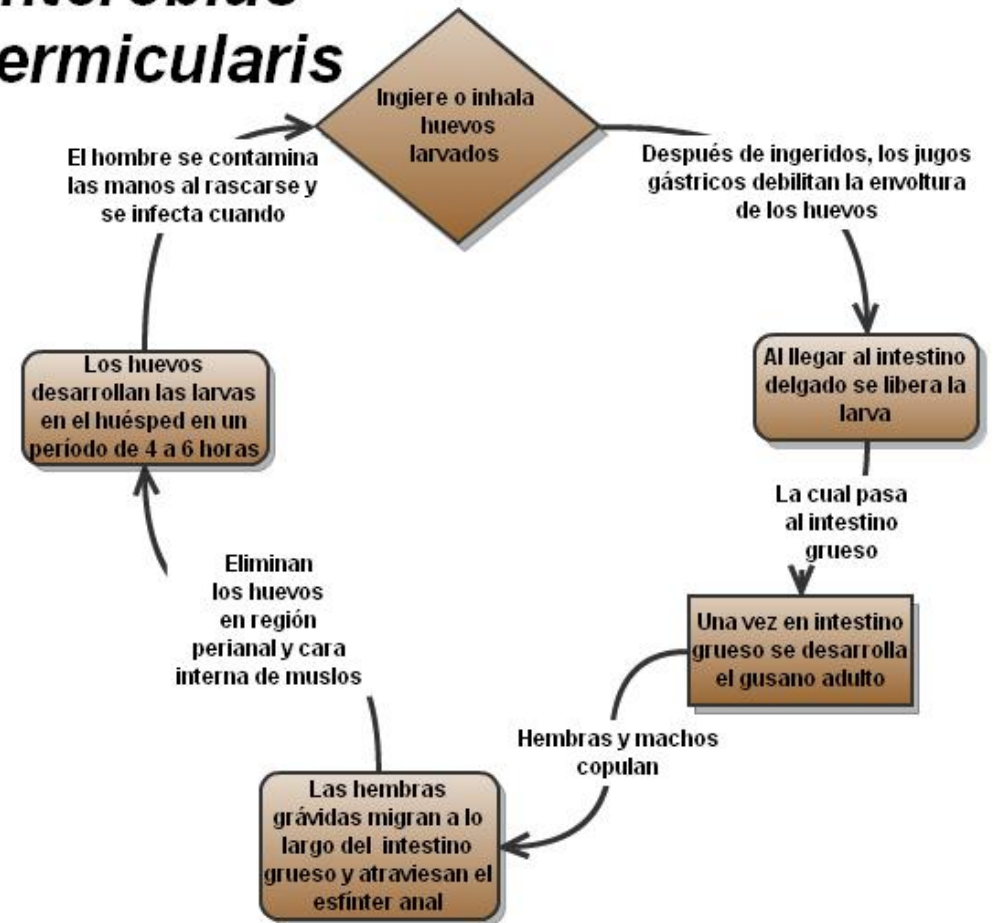 nterobius
ermicularis
Ingiere o inhala
huevos
larvados
Después de ingeridos, los jugos
gástricos debilitan la envoltura
de los huevos
Al llegar al intestino
delgado se libera la
larva
La cual pasa
al intestino
grueso
Una vez en intestino
grueso se desarrolla
el gusano adulto
Hembras y machos
copulan
Las hembras
grávidas migran a lo
largo del intestino
grueso y atraviesan el
esfínter anal
Eliminan
los huevos
en región
perianal y cara
interna de muslos
Los huevos
desarrollan las larvas
en el huésped en un
período de 4 a 6 horas
El hombre se contamina
las manos al rascarse y
se infecta cuando